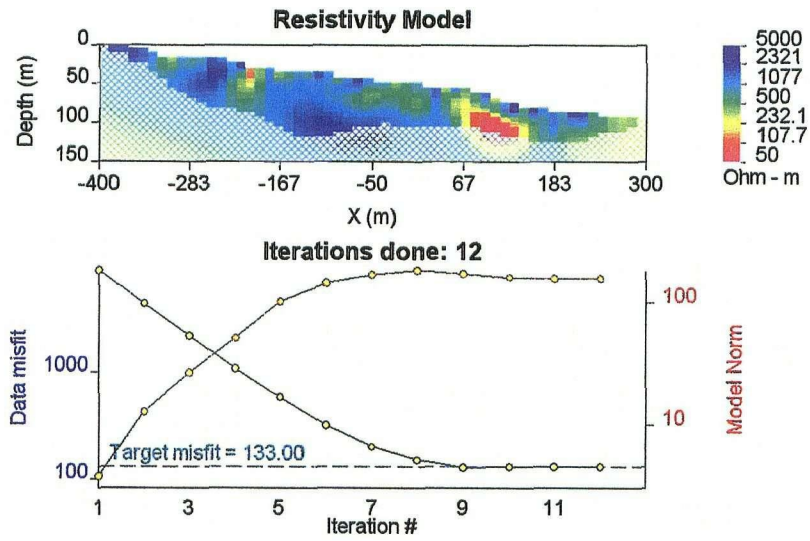 Resistivity Model
Depth (m)
0
50
100
150
-400 -283 -167 -50 67 183 300
X (m)
5000
2321
1077
500
232.1
107.7
50
Ohm - m
Iterations done: 12
Data misfit
1000
100
Target misfit = 133.00
100
10
Model Norm
1 3 5 7 9 11
Iteration #